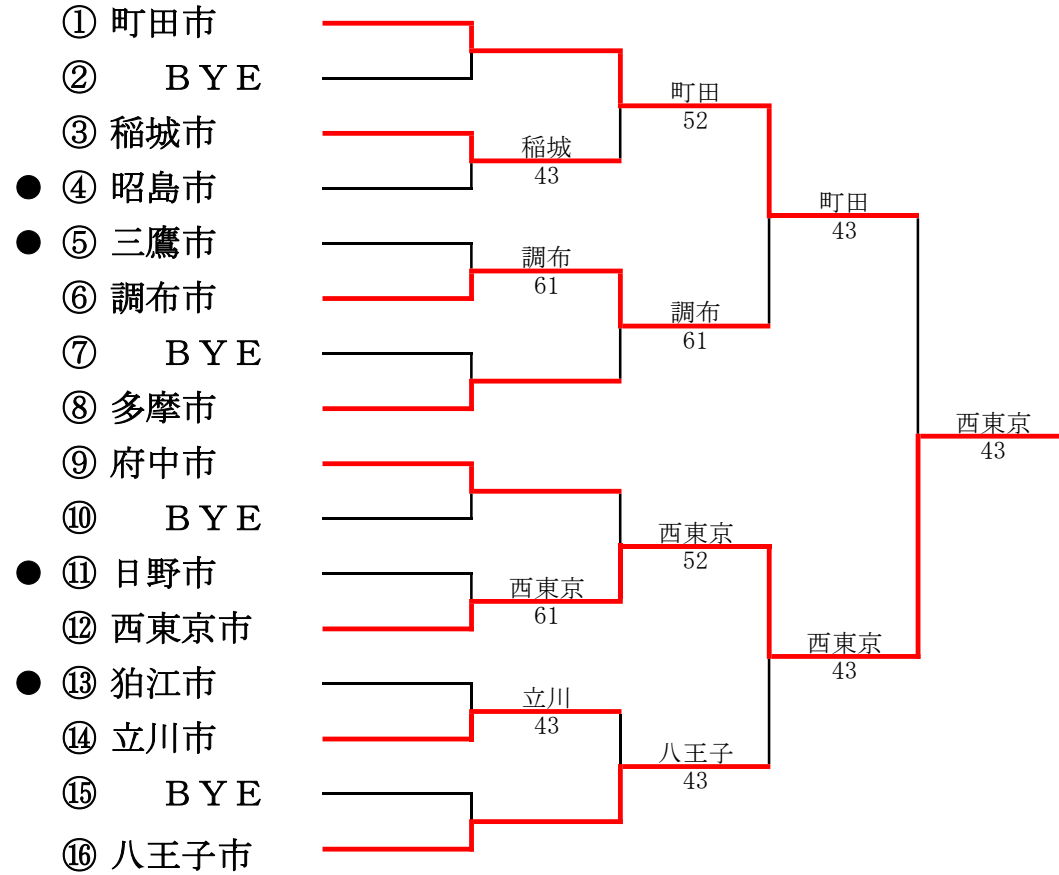 ① 町田市
② ＢＹＥ
③ 稲城市
● ④ 昭島市
● ⑤ 三鷹市
⑥ 調布市
⑦ ＢＹＥ
⑧ 多摩市
⑨ 府中市
⑩ ＢＹＥ
● ⑪ 日野市
⑫ 西東京市
● ⑬ 狛江市
⑭ 立川市
⑮ ＢＹＥ
⑯ 八王子市
稲城
43
調布
61
西東京
61
立川
43
町田
52
調布
61
西東京
52
八王子
43
町田
43
西東京
43
西東京
43